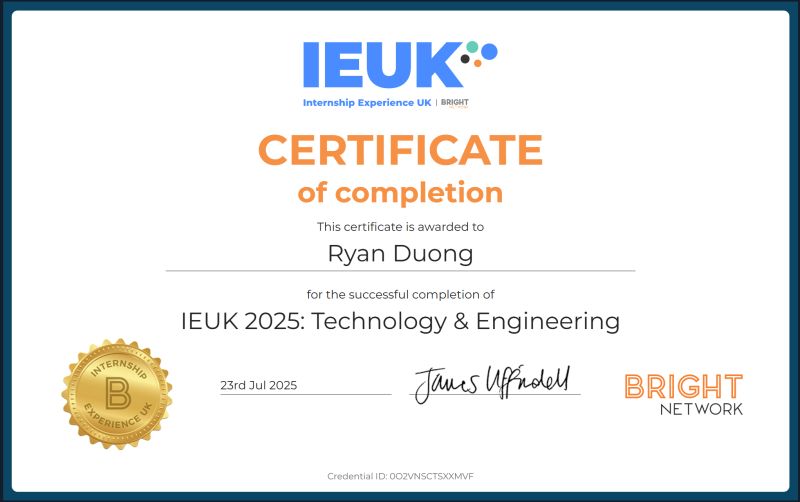 IEUK
Internship Experience UK | BRIGHT NETWORK
CERTIFICATE
of completion
This certificate is awarded to
Ryan Duong
for the successful completion of
IEUK 2025: Technology & Engineering
INTERNSHIP
B
EXPERIENCE UK
23rd Jul 2025
James Uffindell
BRIGHT
NETWORK
Credential ID: 0O2VNSCTSXXMVF